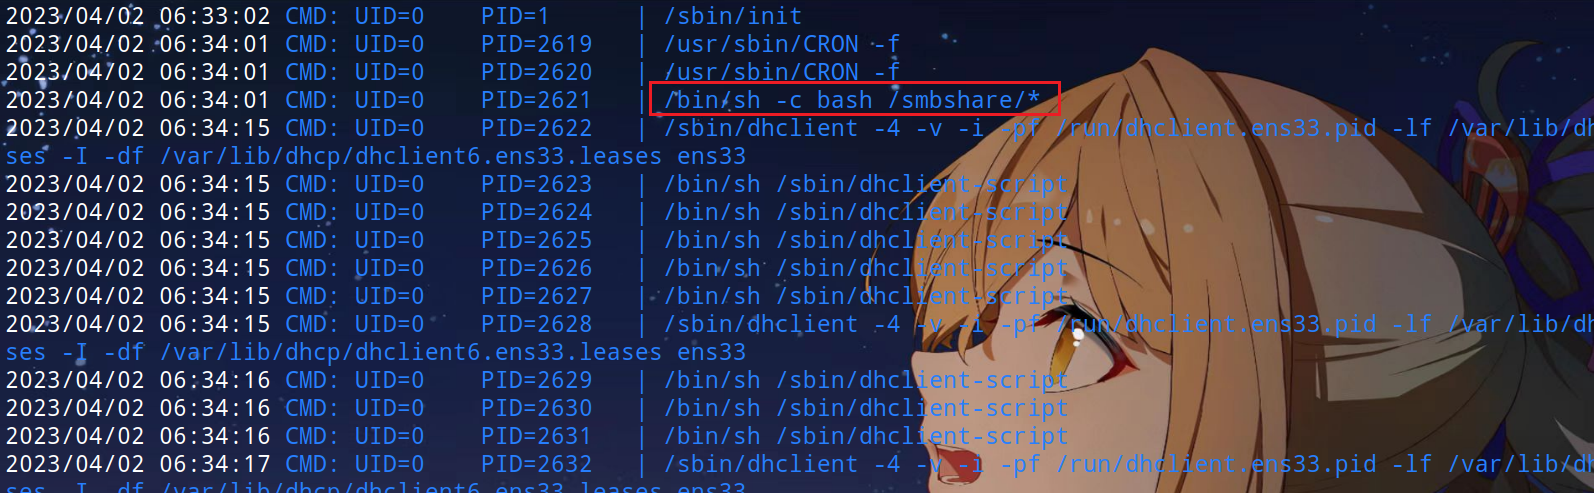 2023/04/02 06:33:02 CMD: UID=0    PID=1      | /sbin/init
2023/04/02 06:34:01 CMD: UID=0    PID=2619   | /usr/sbin/CRON -f
2023/04/02 06:34:01 CMD: UID=0    PID=2620   | /usr/sbin/CRON -f
2023/04/02 06:34:01 CMD: UID=0    PID=2621   | /bin/sh -c bash /smbshare/*
2023/04/02 06:34:15 CMD: UID=0    PID=2622   | /sbin/dhclient -4 -v -i -pf /run/dhclient.ens33.pid -lf /var/lib/dh
ses -I -df /var/lib/dhcp/dhclient6.ens33.leases ens33
2023/04/02 06:34:15 CMD: UID=0    PID=2623   | /bin/sh /sbin/dhclient-script
2023/04/02 06:34:15 CMD: UID=0    PID=2624   | /bin/sh /sbin/dhclient-script
2023/04/02 06:34:15 CMD: UID=0    PID=2625   | /bin/sh /sbin/dhclient-script
2023/04/02 06:34:15 CMD: UID=0    PID=2626   | /bin/sh /sbin/dhclient-script
2023/04/02 06:34:15 CMD: UID=0    PID=2627   | /bin/sh /sbin/dhclient-script
2023/04/02 06:34:15 CMD: UID=0    PID=2628   | /sbin/dhclient -4 -v -i -pf /run/dhclient.ens33.pid -lf /var/lib/dh
ses -I -df /var/lib/dhcp/dhclient6.ens33.leases ens33
2023/04/02 06:34:16 CMD: UID=0    PID=2629   | /bin/sh /sbin/dhclient-script
2023/04/02 06:34:16 CMD: UID=0    PID=2630   | /bin/sh /sbin/dhclient-script
2023/04/02 06:34:16 CMD: UID=0    PID=2631   | /bin/sh /sbin/dhclient-script
2023/04/02 06:34:17 CMD: UID=0    PID=2632   | /sbin/dhclient -4 -v -i -pf /run/dhclient.ens33.pid -lf /var/lib/dh
ses -I -df /var/lib/dhcp/dhclient6.ens33.leases ens33